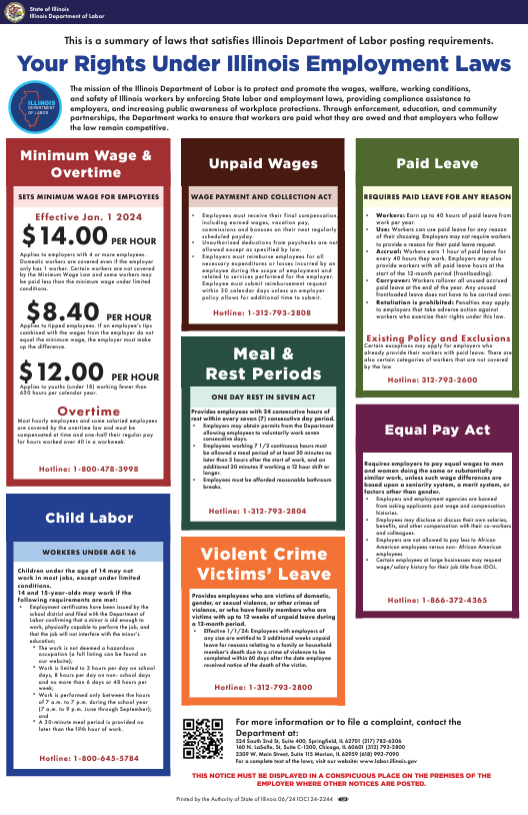 State of Illinois
Illinois Department of Labor
This is a summary of laws that satisfies Illinois Department of Labor posting requirements.
Your Rights Under Illinois Employment Laws
ILLINOIS
DEPARTMENT
OF LABOR
The mission of the Illinois Department of Labor is to protect and promote the wages, welfare, working conditions,
and safety of Illinois workers by enforcing State labor and employment laws, providing compliance assistance to
employers, and increasing public awareness of workplace protections. Through enforcement, education, and community
partnerships, the Department works to ensure that workers are paid what they are owed and that employers who follow
the law remain competitive.
Minimum Wage &
Overtime
SETS MINIMUM WAGE FOR EMPLOYEES
Effective Jan. 1 2024
$14.00 PER HOUR
Applies to employers with 4 or more employees.
Domestic workers are covered even if the employer
only has 1 worker. Certain workers are not covered
by the Minimum Wage Law and some workers may
be paid less than the minimum wage under limited
conditions.
$8.40 PER HOUR
Applies to tipped employees. If an employee's tips
combined with the wages from the employer do not
equal the minimum wage, the employer must make
up the difference.
$12.00 PER HOUR
Applies to youths (under 18) working fewer than
650 hours per calendar year.
Overtime
Most hourly employees and some salaried employees
are covered by the overtime law and must be
compensated at time and one-half their regular pay
for hours worked over 40 in a workweek.
Hotline: 1-800-478-3998
Child Labor
WORKERS UNDER AGE 16
Children under the age of 14 may not
work in most jobs, except under limited
conditions.
14 and 15-year-olds may work if the
following requirements are met:
• Employment certificates have been issued by the
school district and filed with the Department of
Labor confirming that a minor is old enough to
work, physically capable to perform the job, and
that the job will not interfere with the minor's
education;
* The work is not deemed a hazardous
occupation (a full listing can be found on
our website);
* Work is limited to 3 hours per day on school
days, 8 hours per day on non- school days
and no more than 6 days or 48 hours per
week;
* Work is performed only between the hours
of 7 a.m. to 7 p.m. during the school year
(7 a.m. to 9 p.m. June through September);
and
* A 30-minute meal period is provided no
later than the fifth hour of work.
Hotline: 1-800-645-5784
Unpaid Wages
WAGE PAYMENT AND COLLECTION ACT
• Employees must receive their final compensation,
including earned wages, vacation pay,
commissions and bonuses on their next regularly
scheduled payday.
• Unauthorized deductions from paychecks are not
allowed except as specified by law.
• Employers must reimburse employees for all
necessary expenditures or losses incurred by an
employee during the scope of employment and
related to services performed for the employer.
Employee must submit reimbursement request
within 30 calendar days unless an employer
policy allows for additional time to submit.
Hotline: 1-312-793-2808
Meal &
Rest Periods
ONE DAY REST IN SEVEN ACT
Provides employees with 24 consecutive hours of
rest within every seven (7) consecutive day period.
• Employers may obtain permits from the Department
allowing employees to voluntarily work seven
consecutive days.
• Employees working 7 1/2 continuous hours must
be allowed a meal period of at least 20 minutes no
later than 5 hours after the start of work, and an
additional 20 minutes if working a 12 hour shift or
longer.
• Employees must be afforded reasonable bathroom
breaks.
Hotline: 1-312-793-2804
Violent Crime
Victims' Leave
Provides employees who are victims of domestic,
gender, or sexual violence, or other crimes of
violence, or who have family members who are
victims with up to 12 weeks of unpaid leave during
a 12-month period.
• Effective 1/1/24: Employees with employers of
any size are entitled to 2 additional weeks unpaid
leave for reasons relating to a family or household
member's death due to a crime of violence to be
completed within 60 days after the date employee
received notice of the death of the victim.
Hotline: 1-312-793-2800
Paid Leave
REQUIRES PAID LEAVE FOR ANY REASON
• Workers: Earn up to 40 hours of paid leave from
work per year.
• Use: Workers can use paid leave for any reason
of their choosing. Employers may not require workers
to provide a reason for their paid leave request.
• Accrual: Workers earn 1 hour of paid leave for
every 40 hours they work. Employers may also
provide workers with all paid leave hours at the
start of the 12-month period (frontloading).
• Carryover: Workers rollover all unused accrued
paid leave at the end of the year. Any unused
frontloaded leave does not have to be carried over.
• Retaliation is prohibited: Penalties may apply
to employers that take adverse action against
workers who exercise their rights under this law.
Existing Policy and Exclusions
Certain exceptions may apply for employers who
already provide their workers with paid leave. There are
also certain categories of workers that are not covered
by the law.
Hotline: 312-793-2600
Equal Pay Act
Requires employers to pay equal wages to men
and women doing the same or substantially
similar work, unless such wage differences are
based upon a seniority system, a merit system, or
factors other than gender.
• Employers and employment agencies are banned
from asking applicants past wage and compensation
histories.
• Employees may disclose or discuss their own salaries,
benefits, and other compensation with their co-workers
and colleagues.
• Employers are not allowed to pay less to African
American employees versus non- African American
employees.
• Certain employees at large businesses may request
wage/salary history for their job title from IDOL.
Hotline: 1-866-372-4365
For more information or to file a complaint, contact the
Department at:
524 South 2nd St, Suite 400, Springfield, IL 62701 (217) 782-6206
160 N. LaSalle, St, Suite C-1300, Chicago, IL 60601 (312) 793-2800
2309 W. Main Street, Suite 115 Marion, IL 62959 (618) 993-7090
For complete text of the laws, visit our website: www.labor.illinois.gov
THIS NOTICE MUST BE DISPLAYED IN A CONSPICUOUS PLACE ON THE PREMISES OF THE
EMPLOYER WHERE OTHER NOTICES ARE POSTED.
Printed by the Authority of State of Illinois 06/24 IOCI 24-2244